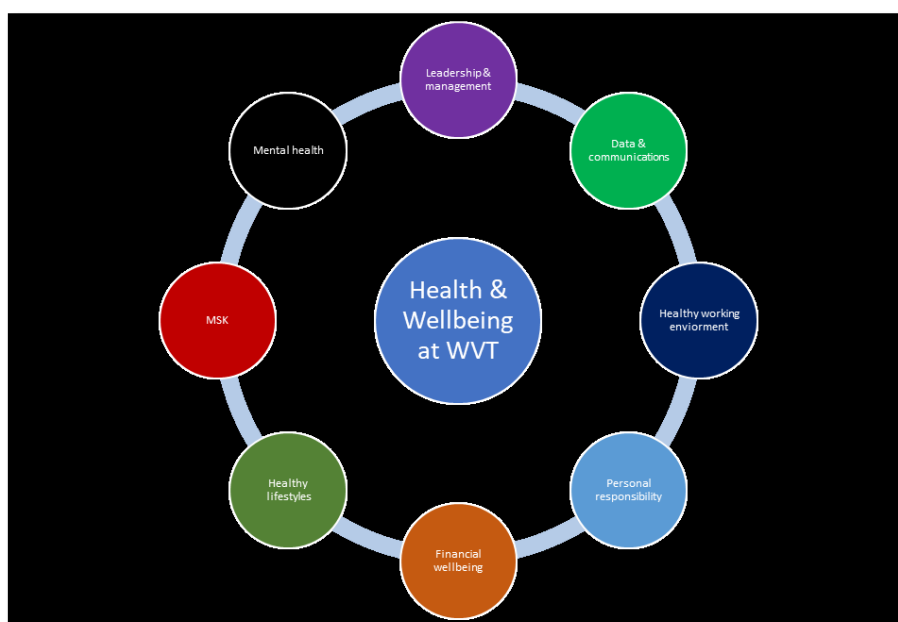 Leadership &
management
Data &
communications
Healthy working
enviorment
Personal
responsibility
Financial
wellbeing
Healthy
lifestyles
MSK
Mental health
Health &
Wellbeing
at WVT